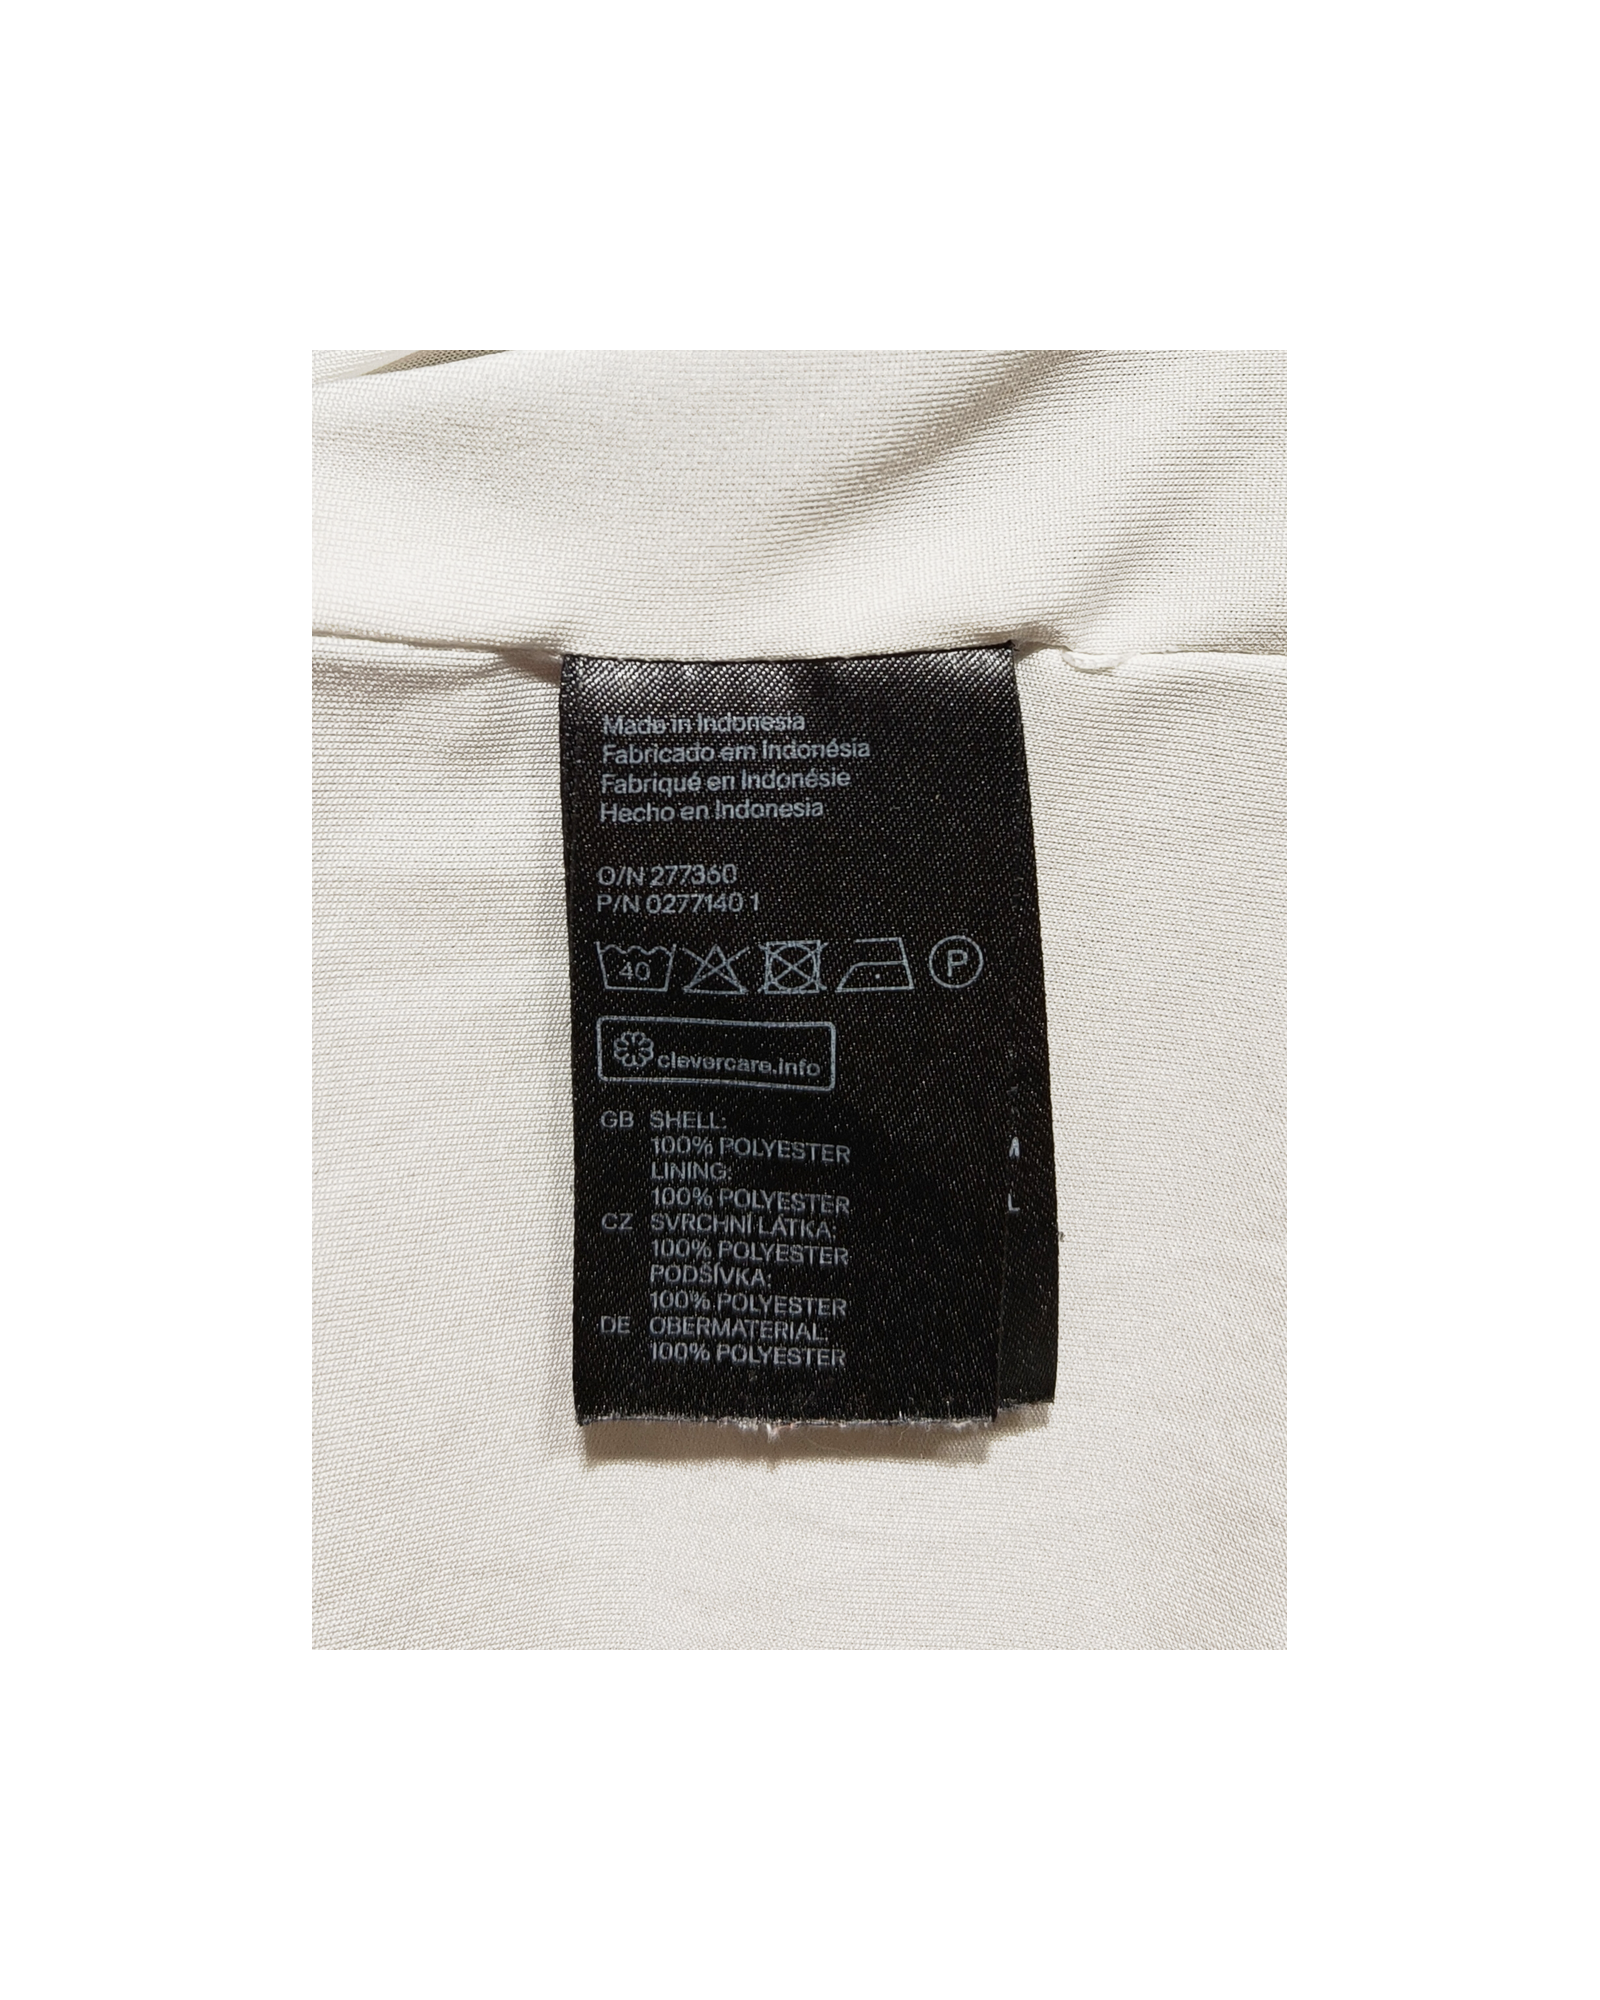 Made in Indonesia
Fabricado em Indonésia
Fabriqué en Indonésie
Hecho en Indonesia
O/N 277360
P/N 0277140 1
40 P
clevercare.info
GB SHELL:
100% POLYESTER
LINING:
100% POLYESTER
CZ SVRCHNÍ LÁTKA:
100% POLYESTER
PODŠÍVKA:
100% POLYESTER
DE OBERMATERIAL:
100% POLYESTER